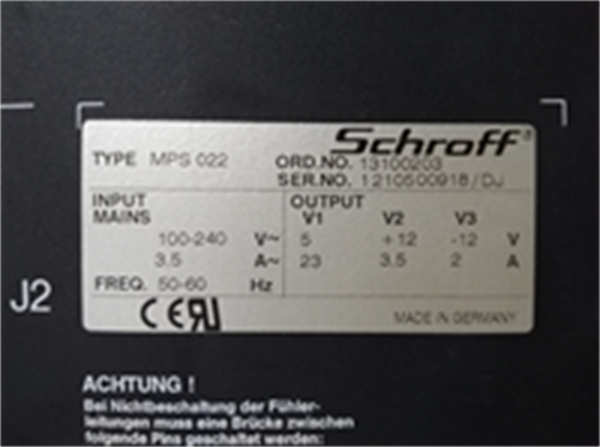 Schroff®
TYPE MPS 022 ORD.NO. 13100203
SER.NO. 1210500918/DJ
INPUT OUTPUT
MAINS V1 V2 V3
100-240 V~ 5 +12 -12 V
3.5 A~ 23 3.5 2 A
FREQ. 50-60 Hz
CE RU
MADE IN GERMANY
J2
ACHTUNG !
Bei Nichtbeschaltung der Fühler-
leitungen muss eine Brücke zwischen
folgende Pins geschaltet werden: